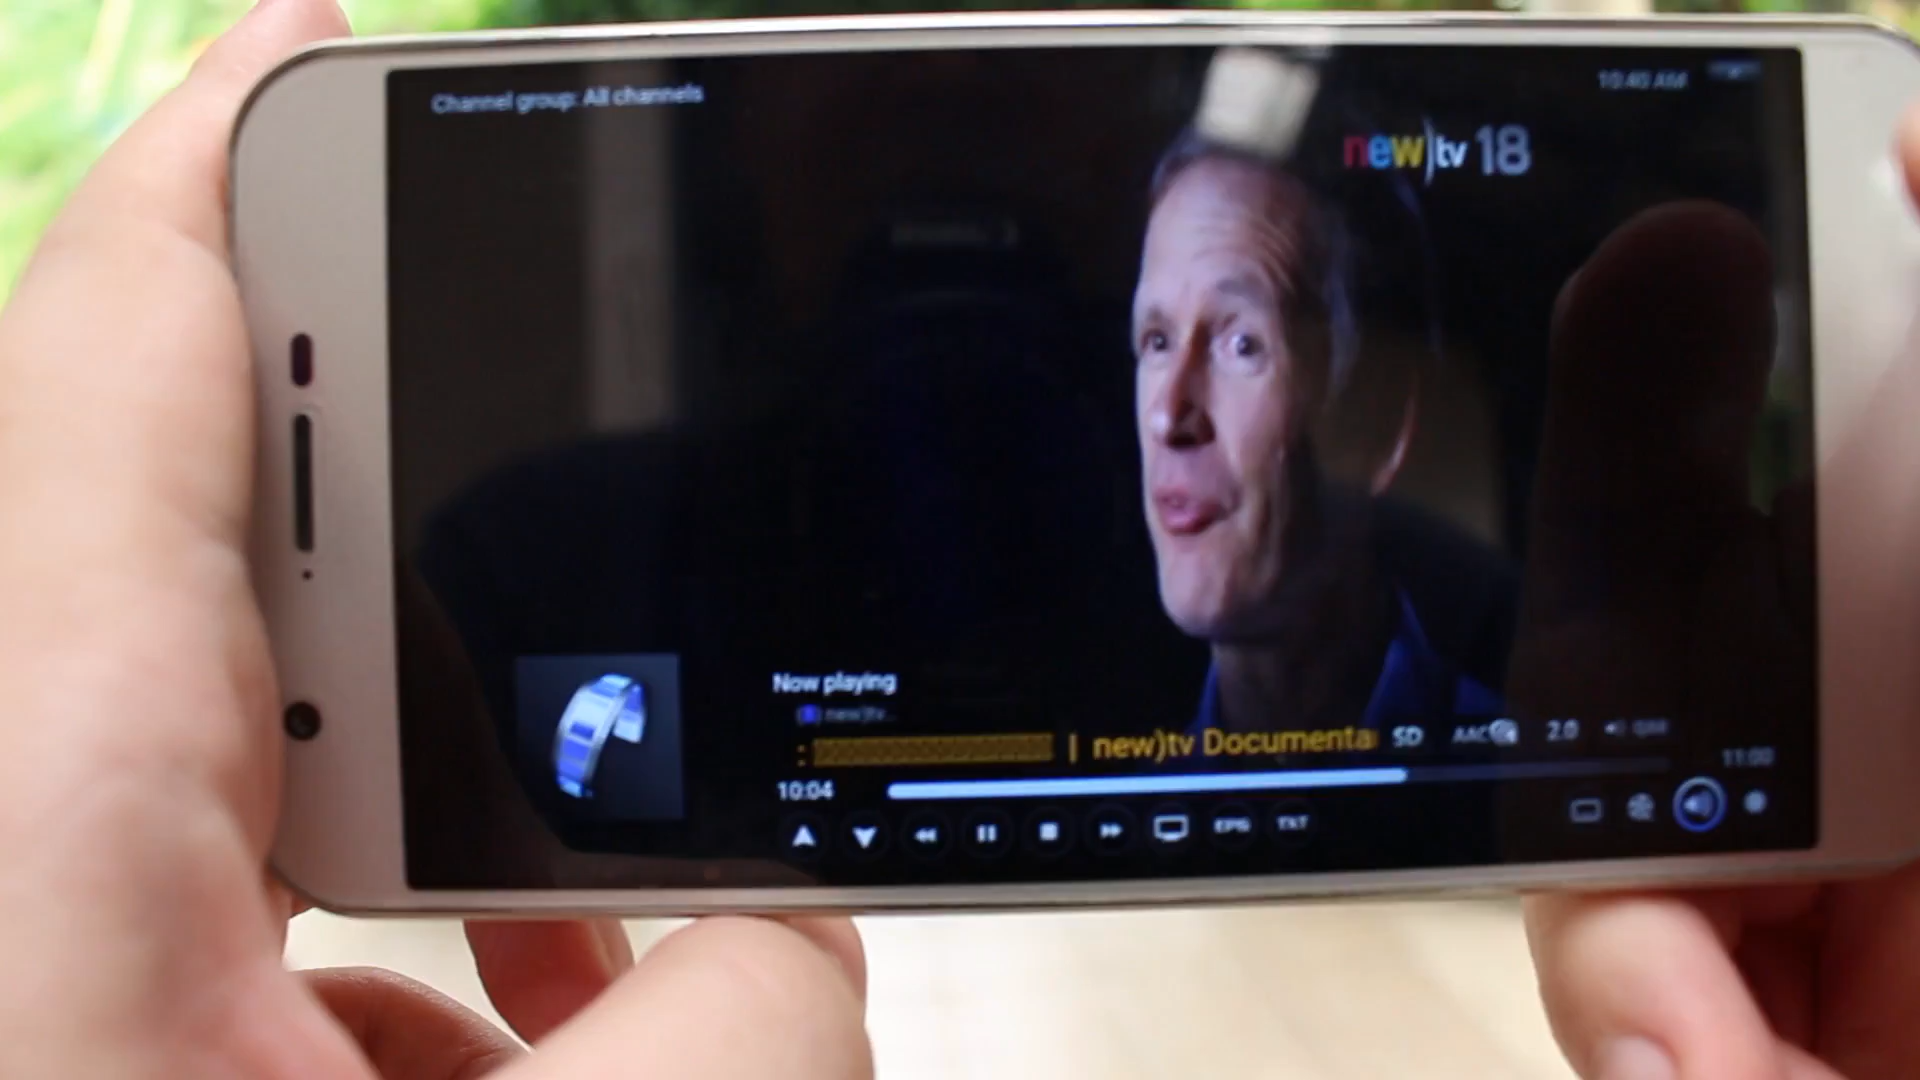 Channel group: All channels
10:40 AM
new)tv 18
Now playing
new)tv...
: | new)tv Documenta
SD
2.0
10:04
11:00
EPG
TXT